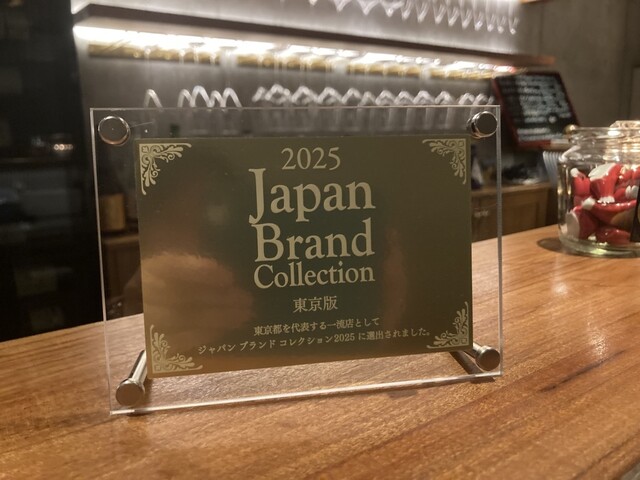 2025
Japan
Brand
Collection
東京版
東京都を代表する一流店として
ジャパン ブランド コレクション2025 に選出されました。